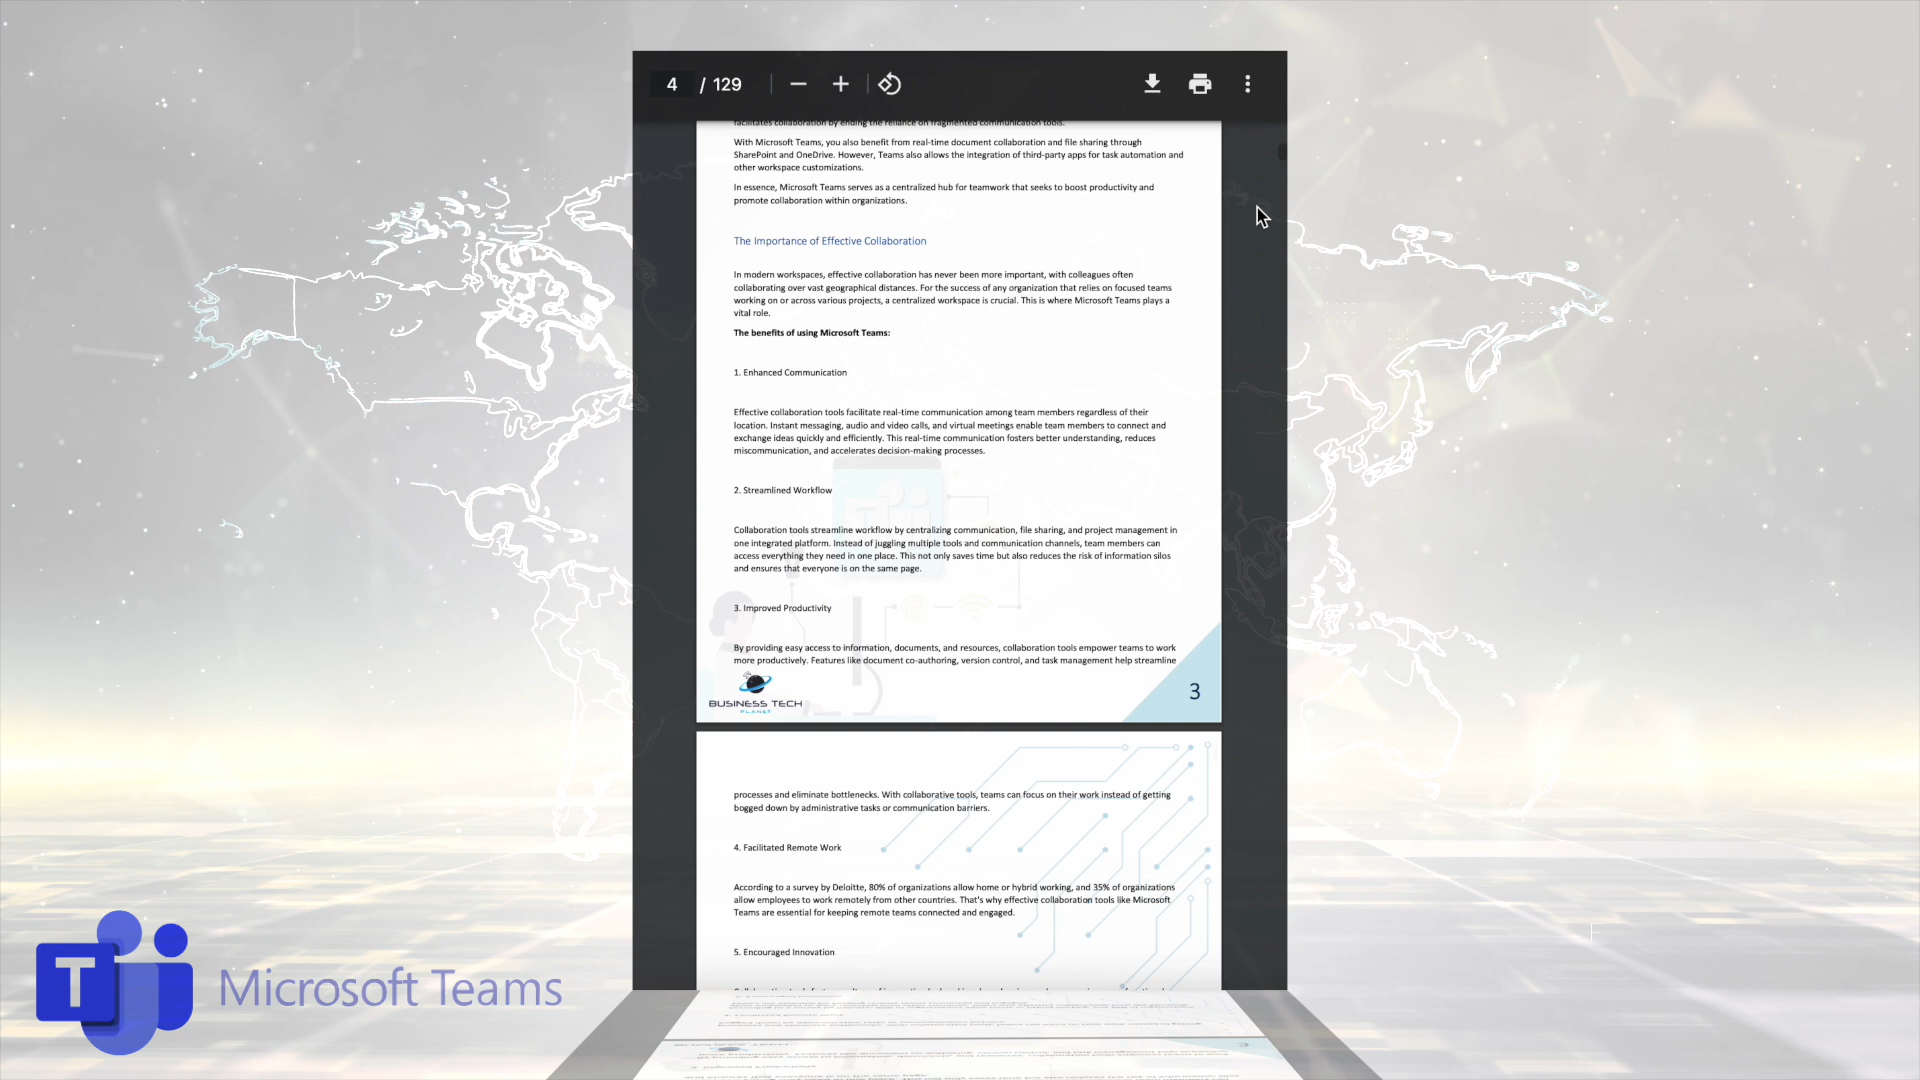 4 / 129
facilitates collaboration by ending the reliance on fragmented communication tools.
With Microsoft Teams, you also benefit from real-time document collaboration and file sharing through
SharePoint and OneDrive. However, Teams also allows the integration of third-party apps for task automation and
other workspace customizations.
In essence, Microsoft Teams serves as a centralized hub for teamwork that seeks to boost productivity and
promote collaboration within organizations.
The Importance of Effective Collaboration
In modern workspaces, effective collaboration has never been more important, with colleagues often
collaborating over vast geographical distances. For the success of any organization that relies on focused teams
working on or across various projects, a centralized workspace is crucial. This is where Microsoft Teams plays a
vital role.
The benefits of using Microsoft Teams:
1. Enhanced Communication
Effective collaboration tools facilitate real-time communication among team members regardless of their
location. Instant messaging, audio and video calls, and virtual meetings enable team members to connect and
exchange ideas quickly and efficiently. This real-time communication fosters better understanding, reduces
miscommunication, and accelerates decision-making processes.
2. Streamlined Workflow
Collaboration tools streamline workflow by centralizing communication, file sharing, and project management in
one integrated platform. Instead of juggling multiple tools and communication channels, team members can
access everything they need in one place. This not only saves time but also reduces the risk of information silos
and ensures that everyone is on the same page.
3. Improved Productivity
By providing easy access to information, documents, and resources, collaboration tools empower teams to work
more productively. Features like document co-authoring, version control, and task management help streamline
BUSINESS TECH
PLANET
3
processes and eliminate bottlenecks. With collaborative tools, teams can focus on their work instead of getting
bogged down by administrative tasks or communication barriers.
4. Facilitated Remote Work
According to a survey by Deloitte, 80% of organizations allow home or hybrid working, and 35% of organizations
allow employees to work remotely from other countries. That's why effective collaboration tools like Microsoft
Teams are essential for keeping remote teams connected and engaged.
5. Encouraged Innovation
T
Microsoft Teams